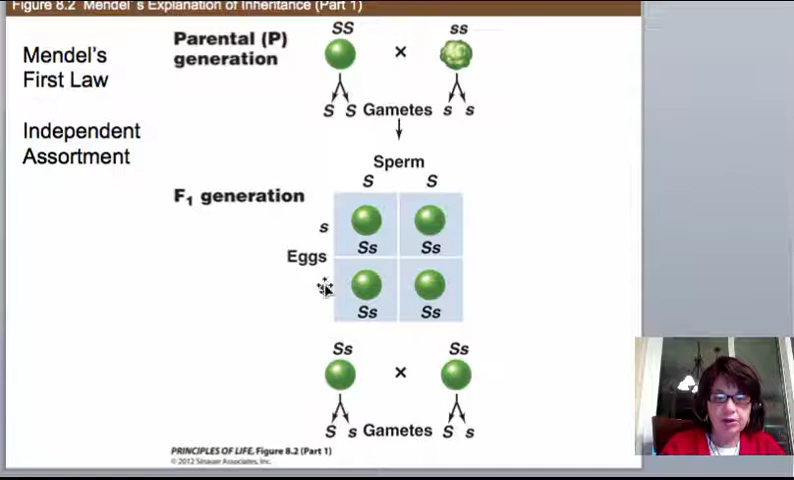 Figure 8.2 Mendel's Explanation of Inheritance (Part 1)
Mendel's
First Law
Independent
Assortment
Parental (P)
generation
SS
×
ss
S S Gametes s s
Sperm
S S
F1 generation
s
Ss Ss
Eggs
Ss Ss
Ss
×
Ss
S s Gametes S s
PRINCIPLES OF LIFE, Figure 8.2 (Part 1)
© 2012 Sinauer Associates, Inc.